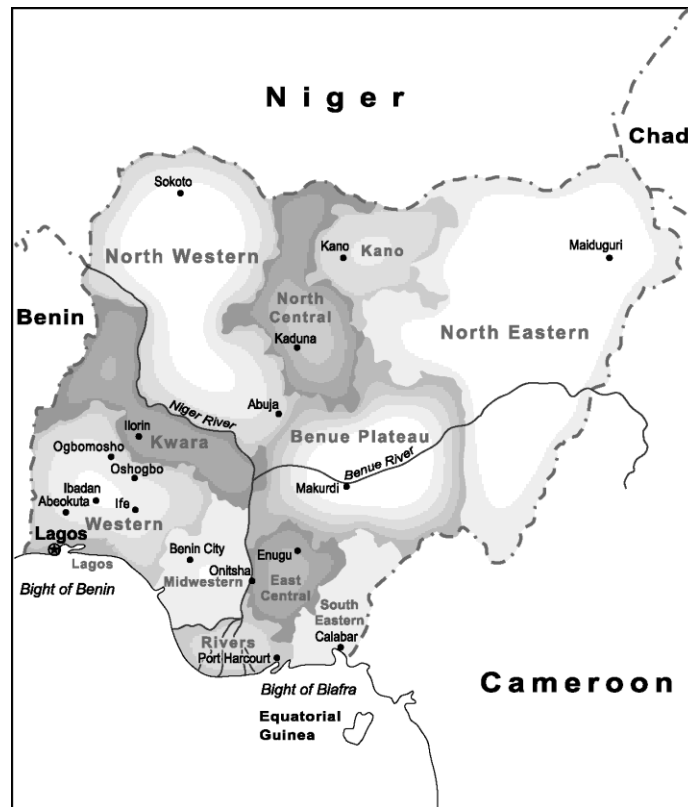 Niger
Chad
Sokoto
North Western
Kano
Kano
Maiduguri
Benin
North
Central
Kaduna
North Eastern
Abuja
Niger River
Ilorin
Kwara
Benue Plateau
Ogbomosho
Oshogbo
Benue River
Makurdi
Ibadan
Abeokuta
Ife
Western
Lagos
Lagos
Benin City
Midwestern
Onitsha
Enugu
East
Central
Bight of Benin
South
Eastern
Calabar
Rivers
Port Harcourt
Bight of Biafra
Cameroon
Equatorial
Guinea